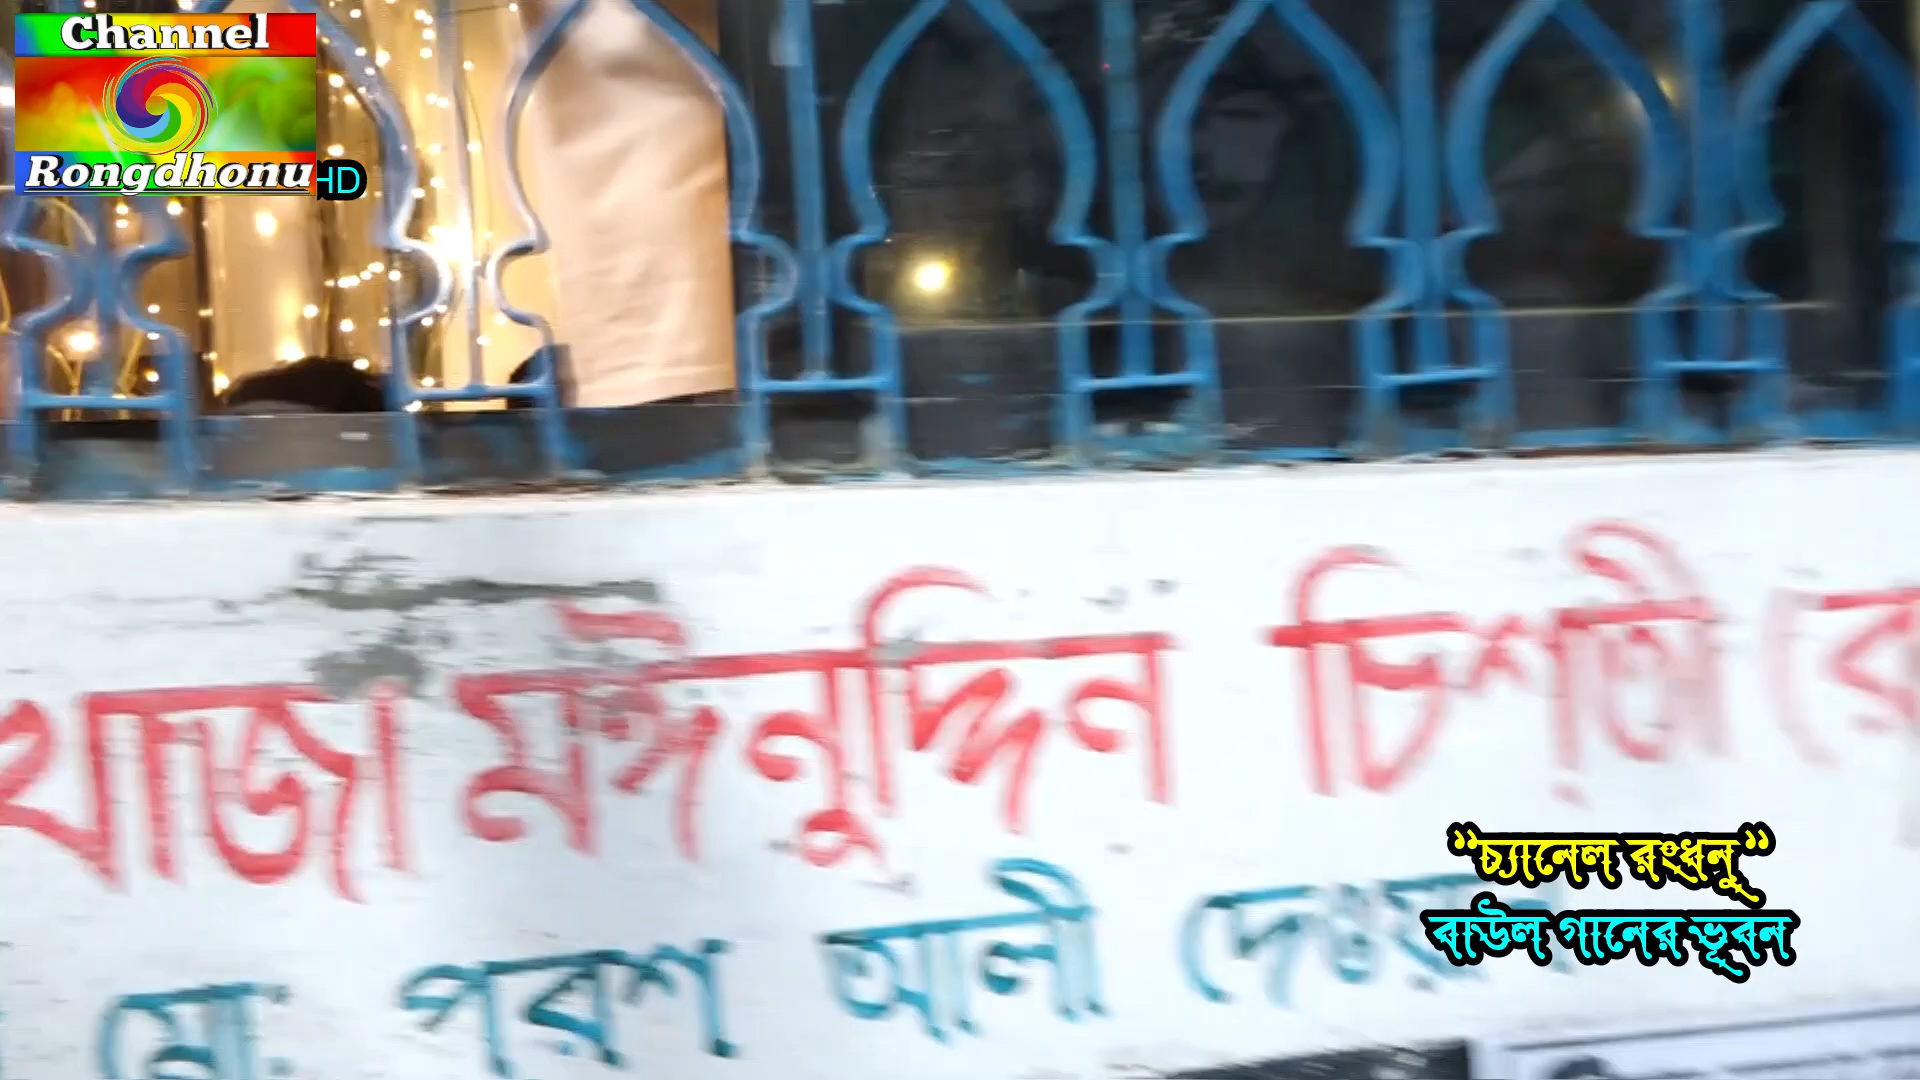 Channel
Rongdhonu HD
খাজা মঈনুদ্দিন চিশতী
মো: পরশ আলী
“চ্যানেল রংধনু”
বাউল গানের ভূবন